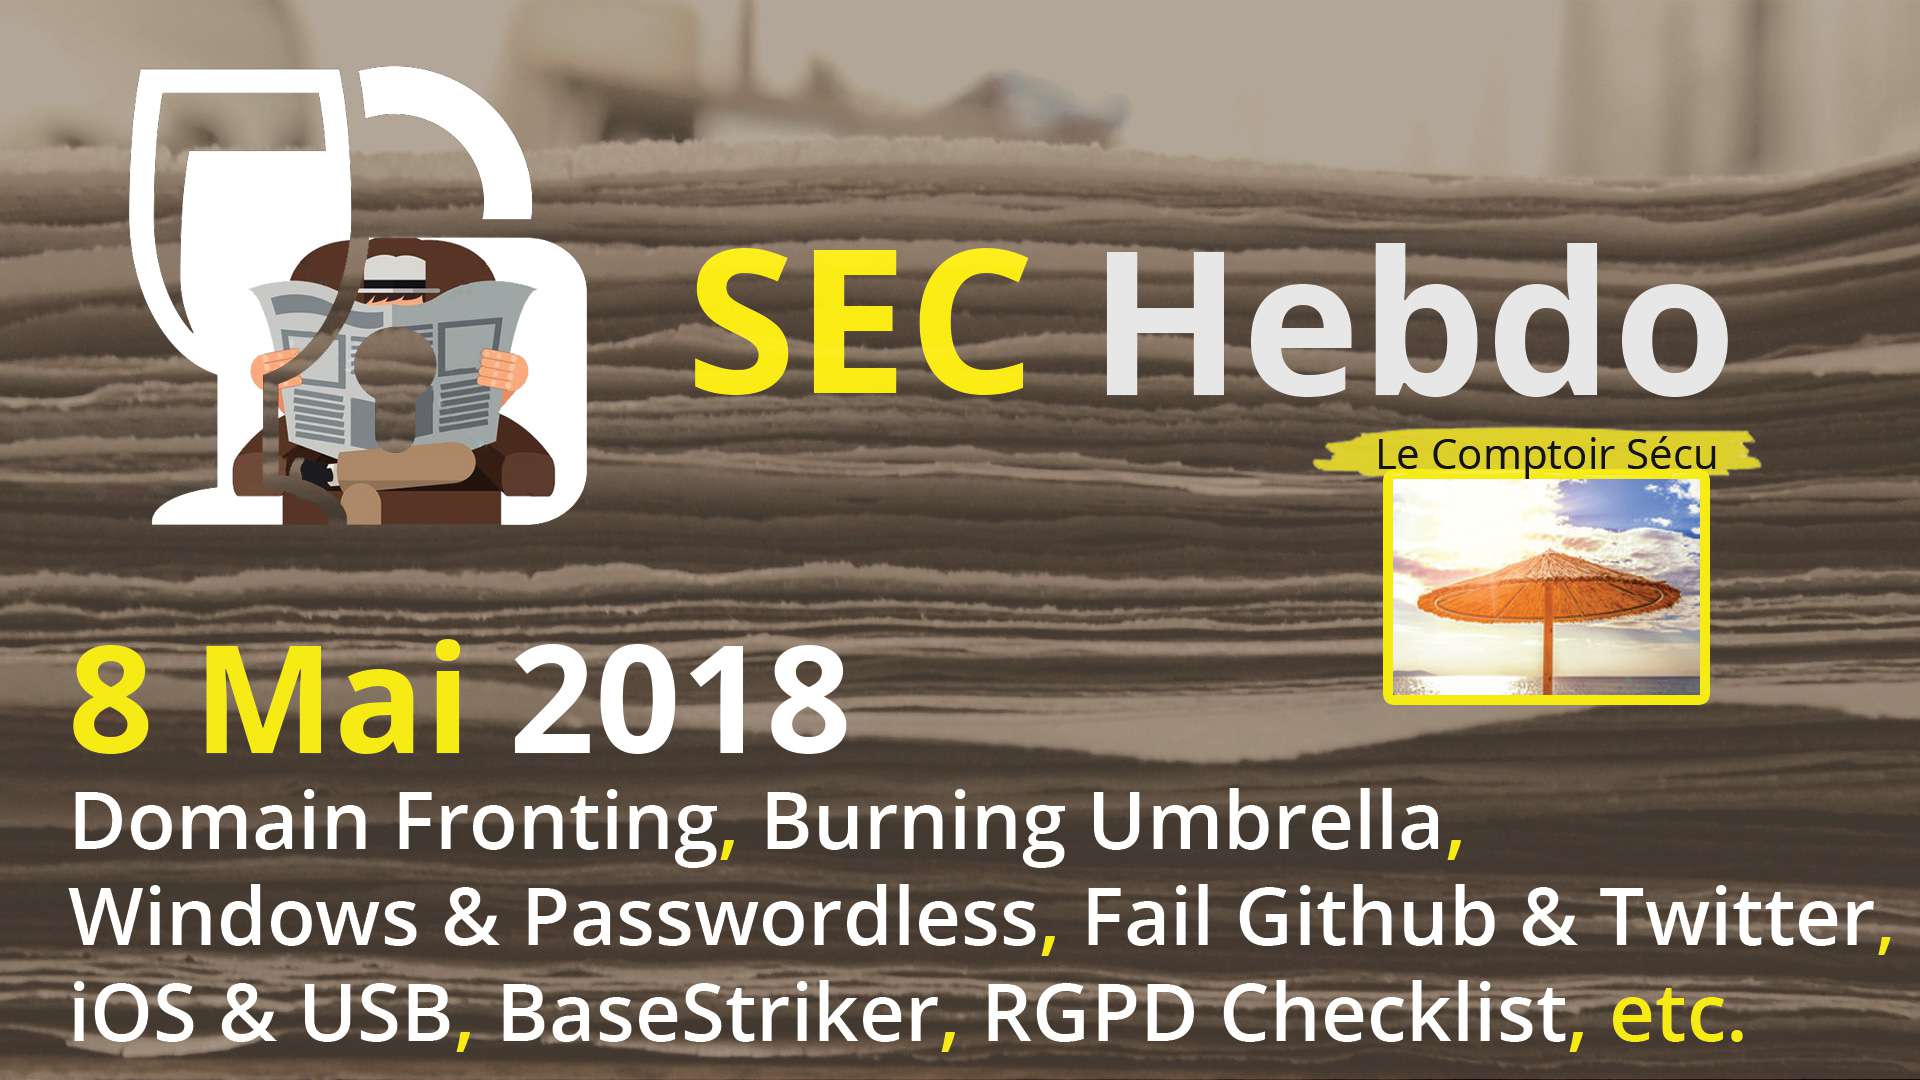 SEC Hebdo
Le Comptoir Sécu
8 Mai 2018
Domain Fronting, Burning Umbrella,
Windows & Passwordless, Fail Github & Twitter,
iOS & USB, BaseStriker, RGPD Checklist, etc.